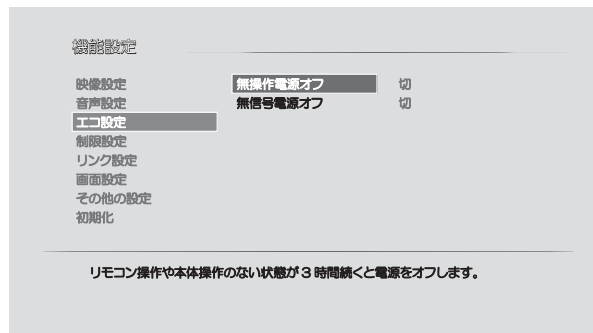 機能設定
映像設定
音声設定
エコ設定
制限設定
リンク設定
画面設定
その他の設定
初期化
無操作電源オフ 切
無信号電源オフ 切
リモコン操作や本体操作のない状態が3時間続くと電源をオフします。